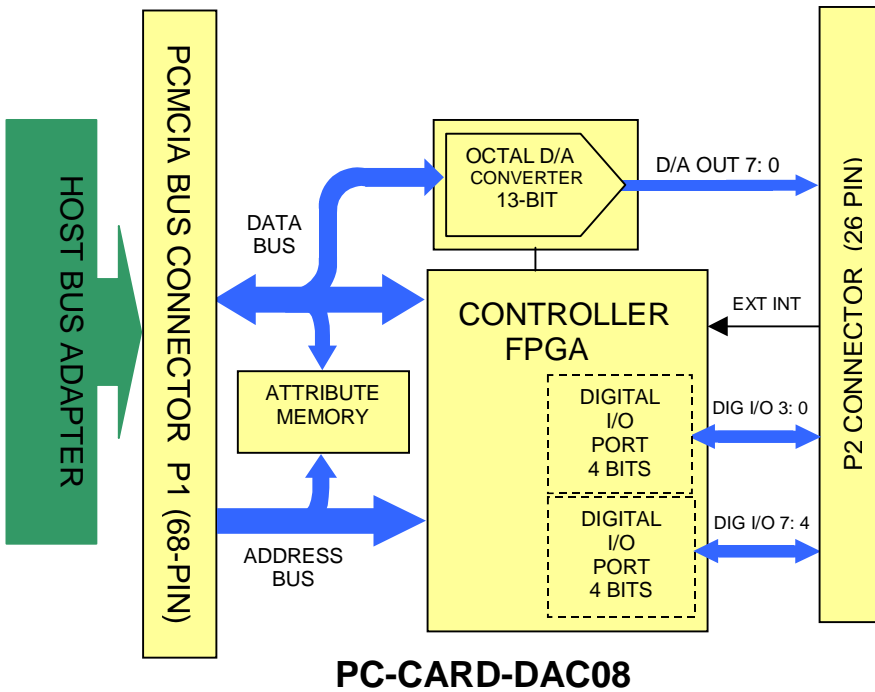 HOST BUS ADAPTER
PCMCIA BUS CONNECTOR P1 (68-PIN)
DATA
BUS
ATTRIBUTE
MEMORY
ADDRESS
BUS
OCTAL D/A
CONVERTER
13-BIT
D/A OUT 7: 0
CONTROLLER
FPGA
EXT INT
DIGITAL
I/O
PORT
4 BITS
DIG I/O 3: 0
DIGITAL
I/O
PORT
4 BITS
DIG I/O 7: 4
P2 CONNECTOR (26 PIN)
PC-CARD-DAC08